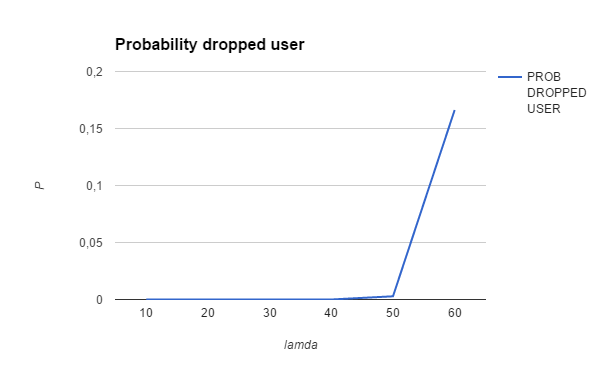 Probability dropped user
0,2
0,15
0,1
0,05
0
P
10 20 30 40 50 60
lamda
PROB
DROPPED
USER